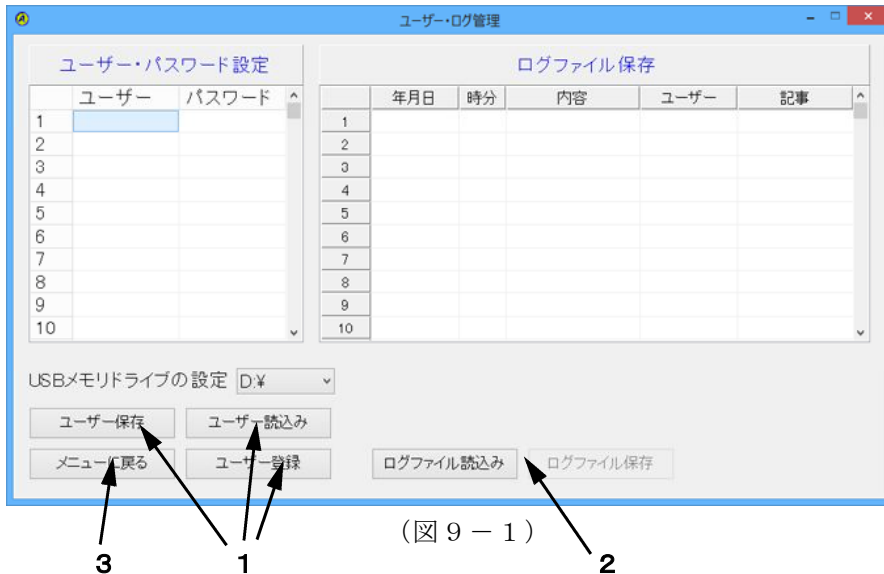 ユーザー・ログ管理
ユーザー・パスワード設定
ログファイル保存
ユーザー パスワード
年月日 時分 内容 ユーザー 記事
1
2
3
4
5
6
7
8
9
10
1
2
3
4
5
6
7
8
9
10
USBメモリドライブの設定 D:¥
ユーザー保存 ユーザー読込み
メニューに戻る ユーザー登録 ログファイル読込み ログファイル保存
(図9-1)
3 1 2